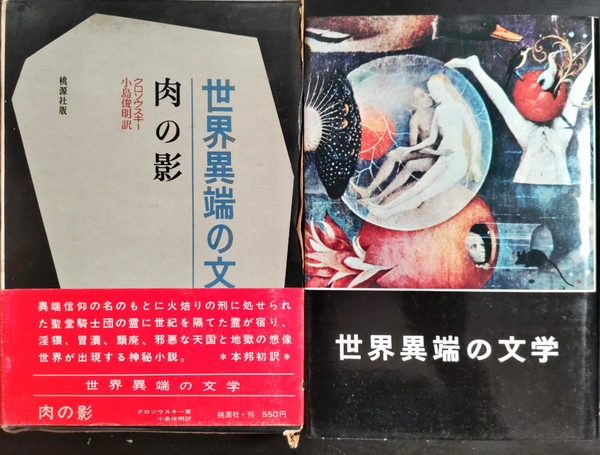 世界異端の文
肉の影
クロソウスキー
小島俊明訳
桃源社版
異端信仰の名のもとに火焙りの刑に処せられ
た聖堂騎士団の霊に世紀を隔てた霊が宿り、
淫猥、冒瀆、頽廃、邪悪な天国と地獄の想像
世界が出現する神秘小説。 *本邦初訳*
世界異端の文学
肉の影
クロソウスキー著
小島俊明訳
桃源社・刊 550円
世界異端の文学